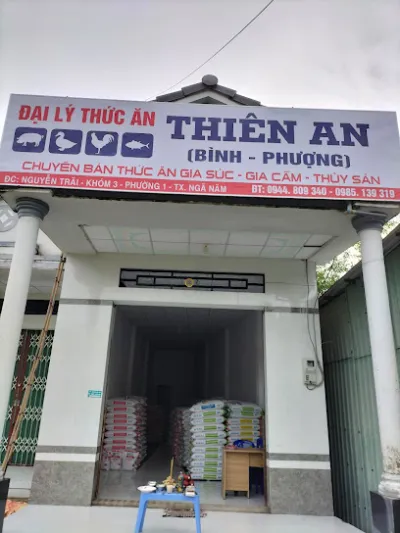 ĐẠI LÝ THỨC ĂN
THIÊN AN
(BÌNH - PHƯỢNG)
CHUYÊN BÁN THỨC ĂN GIA SÚC - GIA CẦM - THỦY SẢN
ĐC: NGUYỄN TRÃI - KHÓM 3 - PHƯỜNG 1 - TX. NGÃ NĂM
ĐT: 0944. 809 340 - 0985. 139 319